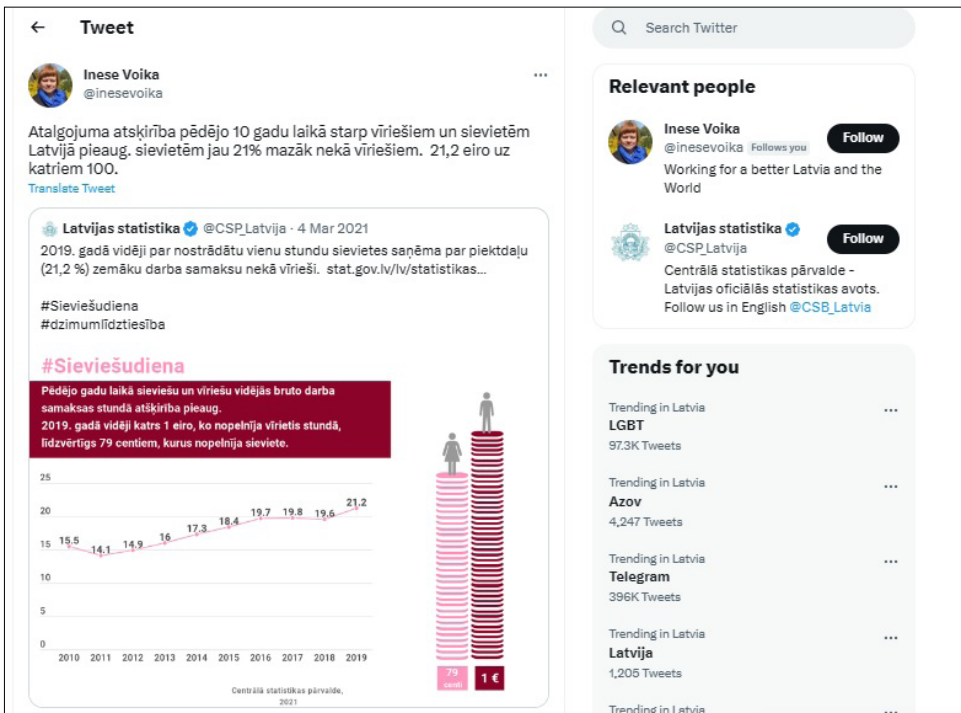 Tweet
Search Twitter
Inese Voika
@inesevoika
Atalgojuma atsķirība pēdējo 10 gadu laikā starp vīriešiem un sievietēm
Latvijā pieaug. sievietēm jau 21% mazāk nekā vīriešiem. 21,2 eiro uz
katriem 100.
Translate Tweet
Latvijas statistika @CSP_Latvija · 4 Mar 2021
2019. gadā vidēji par nostrādātu vienu stundu sievietes saņēma par piektdaļu
(21,2 %) zemāku darba samaksu nekā vīrieši. stat.gov.lv/lv/statistikas...
#Sieviešudiena
#dzimumlīdztiesība
#Sieviešudiena
Pēdējo gadu laikā sieviešu un vīriešu vidējās bruto darba
samaksas stundā atšķirība pieaug.
2019. gadā vidēji katrs 1 eiro, ko nopelnīja vīrietis stundā,
līdzvērtīgs 79 centiem, kurus nopelnīja sieviete.
25
20
15
10
5
0
15.5 14.1 14.9 16 17.3 18.4 19.7 19.8 19.6 21.2
2010 2011 2012 2013 2014 2015 2016 2017 2018 2019
79
centi
1 €
Centrālā statistikas pārvalde,
2021
Relevant people
Inese Voika
@inesevoika Follows you
Follow
Working for a better Latvia and the
World
Latvijas statistika
@CSP_Latvija
Follow
Centrālā statistikas pārvalde -
Latvijas oficiālās statistikas avots.
Follow us in English @CSB_Latvia
Trends for you
Trending in Latvia
LGBT
97.3K Tweets
Trending in Latvia
Azov
4,247 Tweets
Trending in Latvia
Telegram
396K Tweets
Trending in Latvia
Latvija
1,205 Tweets
Trending in Latvia